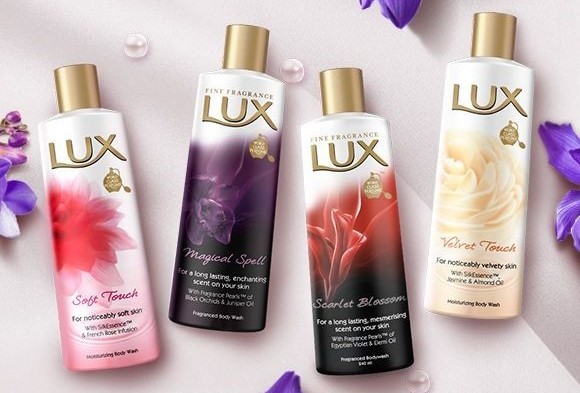 LUX
Soft Touch
For noticeably soft skin
With SilkEssence™
& French Rose Infusion
Moisturizing Body Wash
FINE FRAGRANCE
LUX
Magical Spell
For a long lasting, enchanting
scent on your skin
With Fragrance Pearls™ of
Black Orchids & Juniper Oil
Fragranced Body Wash
FINE FRAGRANCE
LUX
Scarlet Blossom
For a long lasting, mesmerising
scent on your skin
With Fragrance Pearls™ of
Egyptian Violet & Elemi Oil
Fragranced Bodywash
240 ml
LUX
Velvet Touch
For noticeably velvety skin
With SilkEssence™
Jasmine & Almond Oil
Moisturizing Body Wash